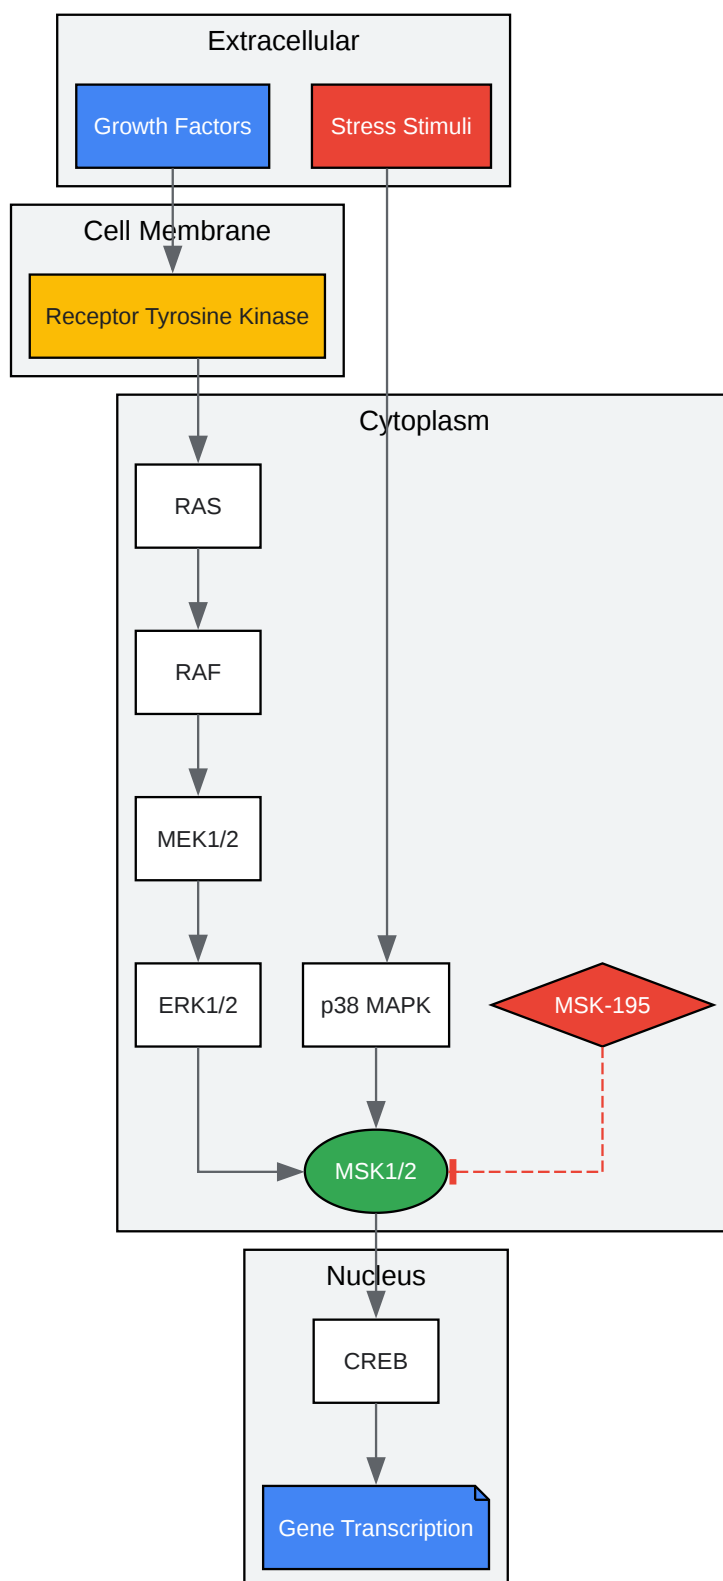 Extracellular
Growth Factors
Stress Stimuli
Cell Membrane
Receptor Tyrosine Kinase
Cytoplasm
RAS
RAF
MEK1/2
ERK1/2
p38 MAPK
MSK-195
MSK1/2
Nucleus
CREB
Gene Transcription